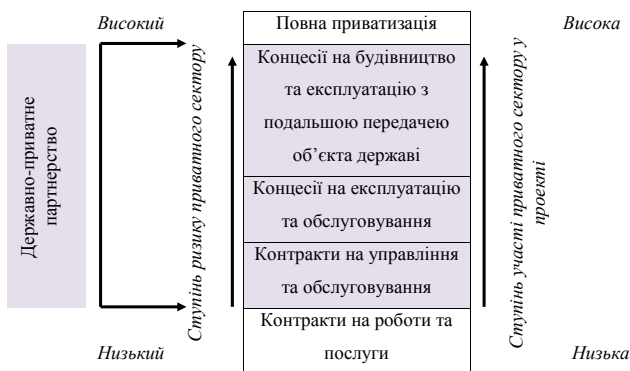 Високий
Повна приватизація
Висока
Державно-приватне
партнерство
Ступінь ризику приватного сектору
Концесії на будівництво
та експлуатацію з
подальшою передачею
об’єкта державі
Концесії на експлуатацію
та обслуговування
Контракти на управління
та обслуговування
Контракти на роботи та
послуги
Ступінь участі приватного сектору у
проекті
Низький
Низька